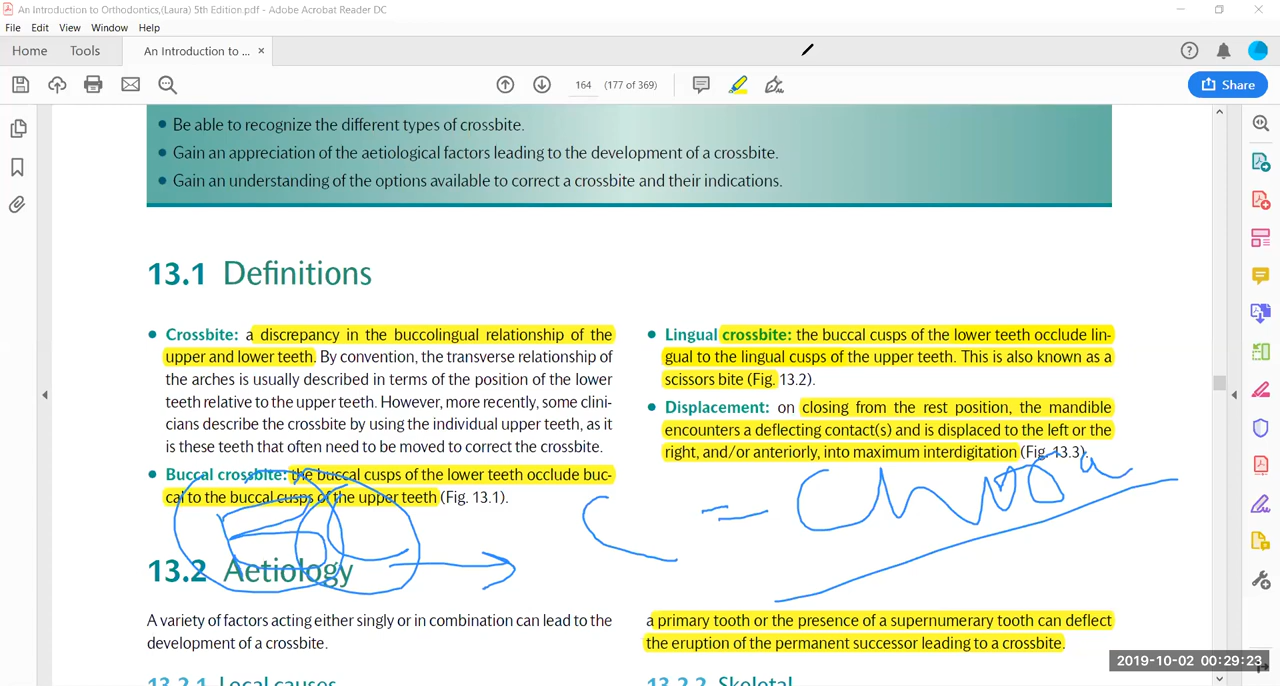 An Introduction to Orthodontics,(Laura) 5th Edition.pdf - Adobe Acrobat Reader DC
File Edit View Window Help
Home Tools An Introduction to ... ×
164 (177 of 369)
Share
• Be able to recognize the different types of crossbite.
• Gain an appreciation of the aetiological factors leading to the development of a crossbite.
• Gain an understanding of the options available to correct a crossbite and their indications.
13.1 Definitions
• Crossbite: a discrepancy in the buccolingual relationship of the
upper and lower teeth. By convention, the transverse relationship of
the arches is usually described in terms of the position of the lower
teeth relative to the upper teeth. However, more recently, some clini-
cians describe the crossbite by using the individual upper teeth, as it
is these teeth that often need to be moved to correct the crossbite.
• Buccal crossbite: the buccal cusps of the lower teeth occlude buc-
cal to the buccal cusps of the upper teeth (Fig. 13.1).
• Lingual crossbite: the buccal cusps of the lower teeth occlude lin-
gual to the lingual cusps of the upper teeth. This is also known as a
scissors bite (Fig. 13.2).
• Displacement: on closing from the rest position, the mandible
encounters a deflecting contact(s) and is displaced to the left or the
right, and/or anteriorly, into maximum interdigitation (Fig. 13.3).
13.2 Aetiology
A variety of factors acting either singly or in combination can lead to the
development of a crossbite.
a primary tooth or the presence of a supernumerary tooth can deflect
the eruption of the permanent successor leading to a crossbite.
13.2.1 Local causes
13.2.2 Skeletal
2019-10-02 00:29:23